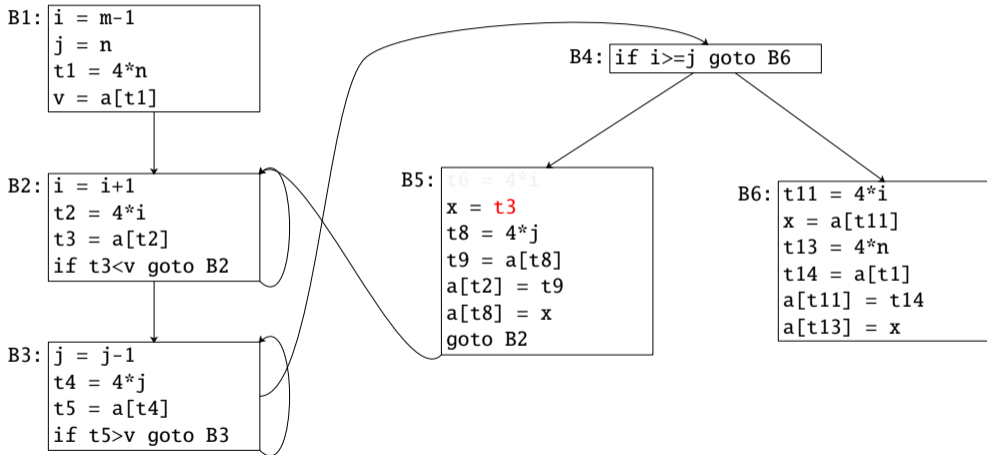 B1: i = m-1
j = n
t1 = 4*n
v = a[t1]
B2: i = i+1
t2 = 4*i
t3 = a[t2]
if t3<v goto B2
B3: j = j-1
t4 = 4*j
t5 = a[t4]
if t5>v goto B3
B4: if i>=j goto B6
B5: t6 = 4*i
x = t3
t8 = 4*j
t9 = a[t8]
a[t2] = t9
a[t8] = x
goto B2
B6: t11 = 4*i
x = a[t11]
t13 = 4*n
t14 = a[t1]
a[t11] = t14
a[t13] = x